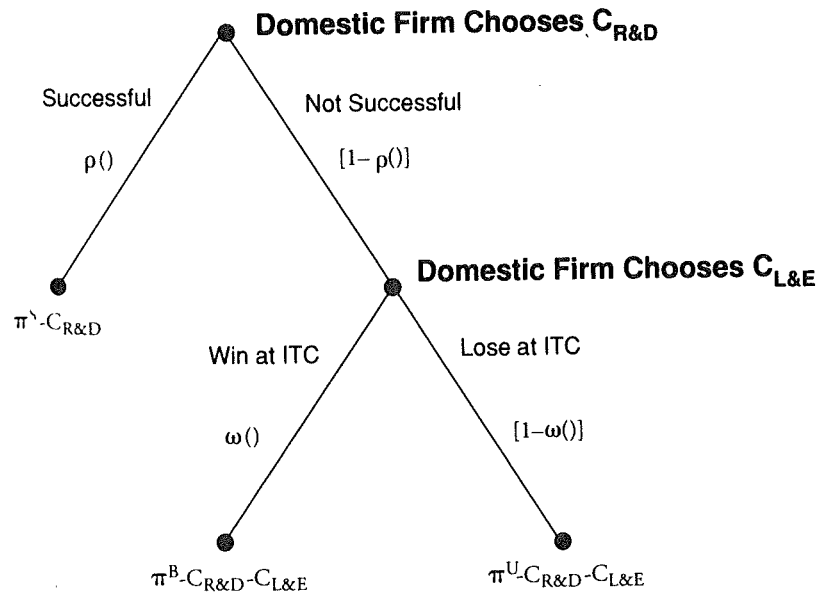 Domestic Firm Chooses C_R&D
Successful
Not Successful
ρ()
[1–ρ()]
Domestic Firm Chooses C_L&E
-C_R&D
Win at ITC
Lose at ITC
ω()
[1–ω()]
π^B-C_R&D-C_L&E
π^U-C_R&D-C_L&E